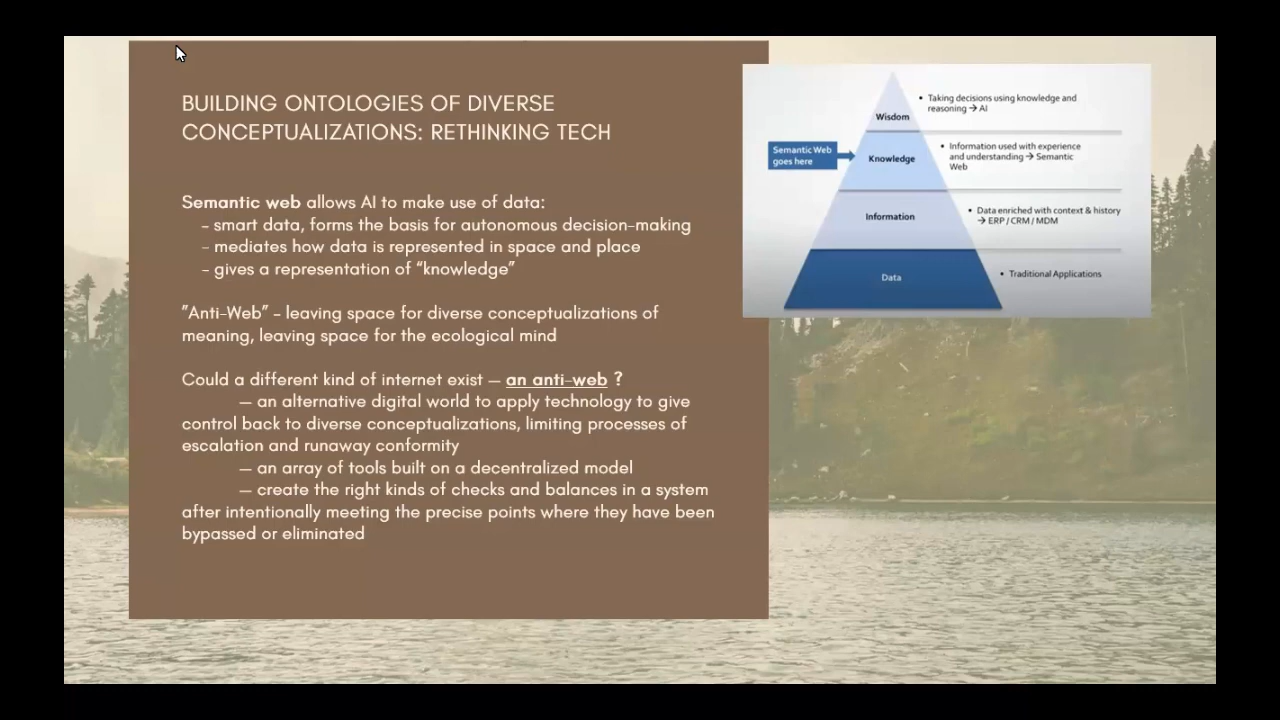 BUILDING ONTOLOGIES OF DIVERSE
CONCEPTUALIZATIONS: RETHINKING TECH
Semantic web allows AI to make use of data:
- smart data, forms the basis for autonomous decision-making
- mediates how data is represented in space and place
- gives a representation of “knowledge”
”Anti-Web” - leaving space for diverse conceptualizations of
meaning, leaving space for the ecological mind
Could a different kind of internet exist — an anti-web ?
— an alternative digital world to apply technology to give
control back to diverse conceptualizations, limiting processes of
escalation and runaway conformity
— an array of tools built on a decentralized model
— create the right kinds of checks and balances in a system
after intentionally meeting the precise points where they have been
bypassed or eliminated
Wisdom
• Taking decisions using knowledge and
reasoning → AI
Semantic Web
goes here
Knowledge
• Information used with experience
and understanding → Semantic
Web
Information
• Data enriched with context & history
→ ERP / CRM / MDM
Data
• Traditional Applications